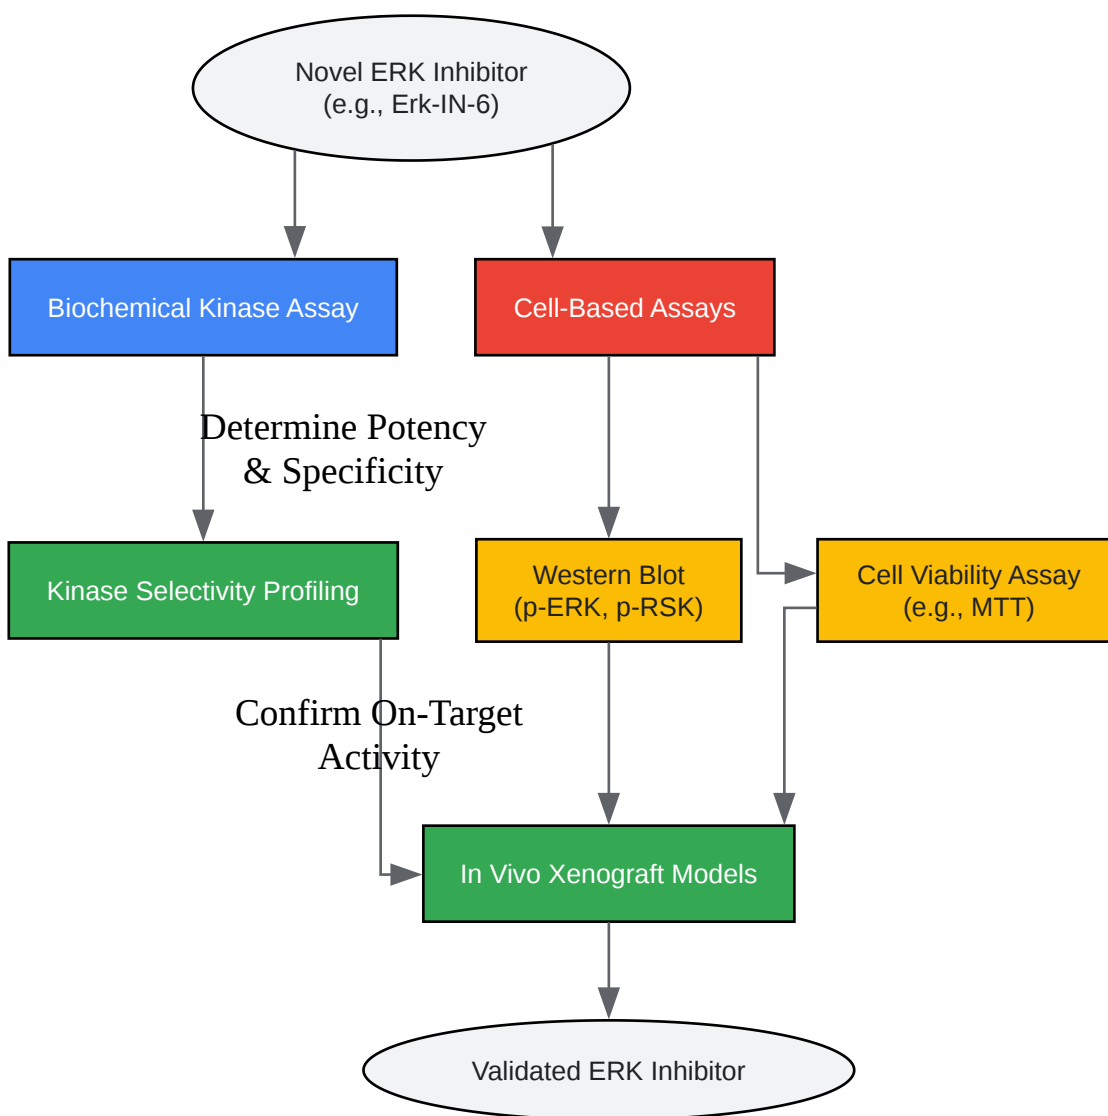 Novel ERK Inhibitor
(e.g., Erk-IN-6)
Biochemical Kinase Assay
Cell-Based Assays
Determine Potency
& Specificity
Kinase Selectivity Profiling
Western Blot
(p-ERK, p-RSK)
Cell Viability Assay
(e.g., MTT)
Confirm On-Target
Activity
In Vivo Xenograft Models
Validated ERK Inhibitor